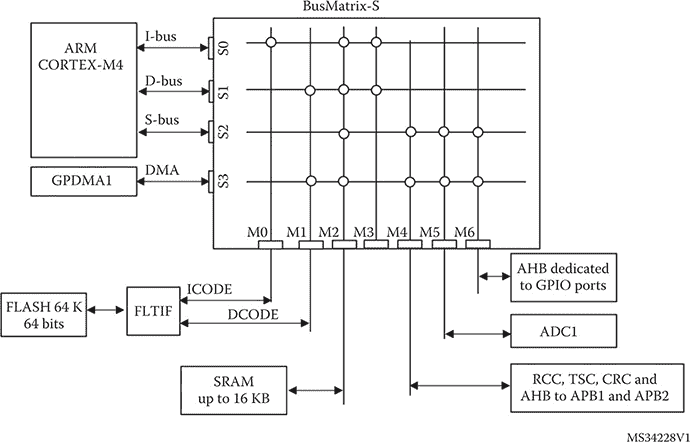 BusMatrix-S
ARM
CORTEX-M4
I-bus
S0
D-bus
S1
S-bus
S2
GPDMA1
DMA
S3
M0
M1
M2
M3
M4
M5
M6
AHB dedicated
to GPIO ports
FLASH 64 K
64 bits
FLTIF
ICODE
DCODE
ADC1
SRAM
up to 16 KB
RCC, TSC, CRC and
AHB to APB1 and APB2
MS34228V1